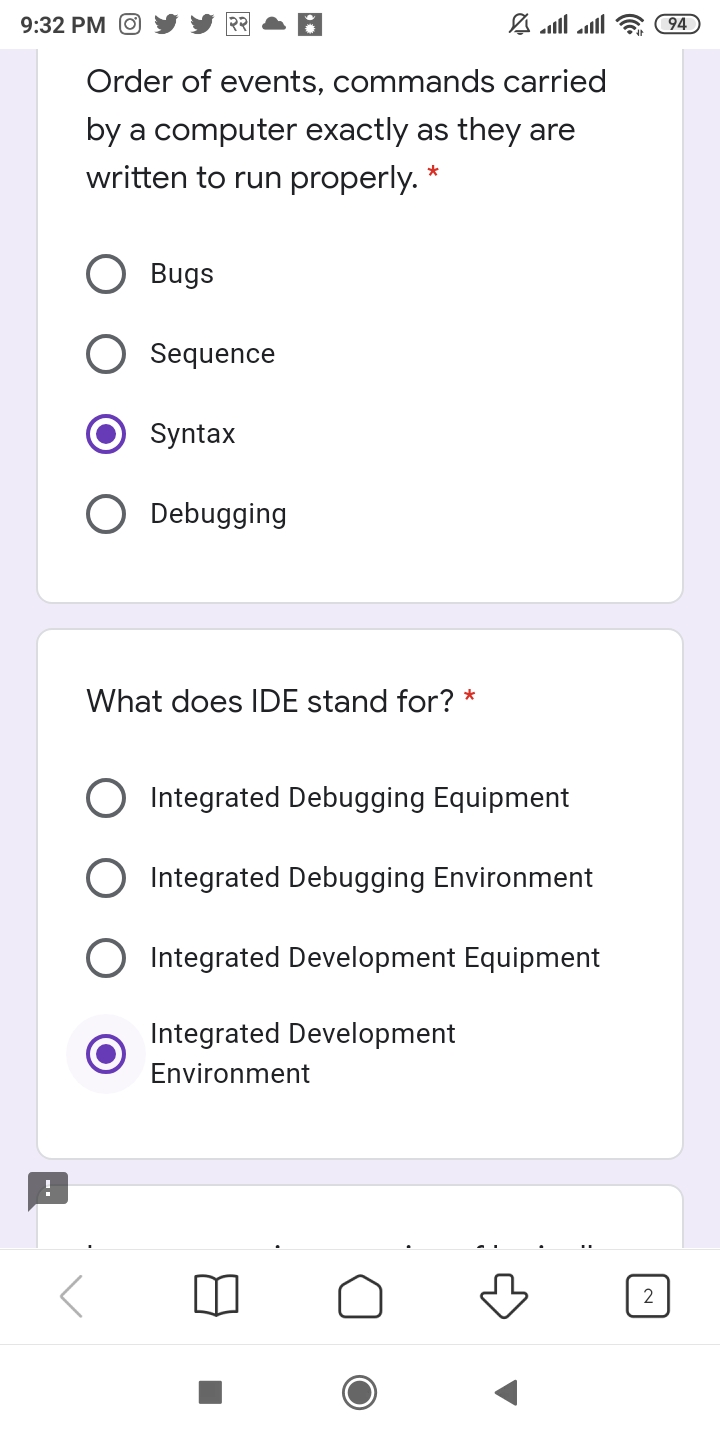 9:32 PM २२ 94
Order of events, commands carried
by a computer exactly as they are
written to run properly. *
Bugs
Sequence
Syntax
Debugging
What does IDE stand for? *
Integrated Debugging Equipment
Integrated Debugging Environment
Integrated Development Equipment
Integrated Development
Environment
!
2